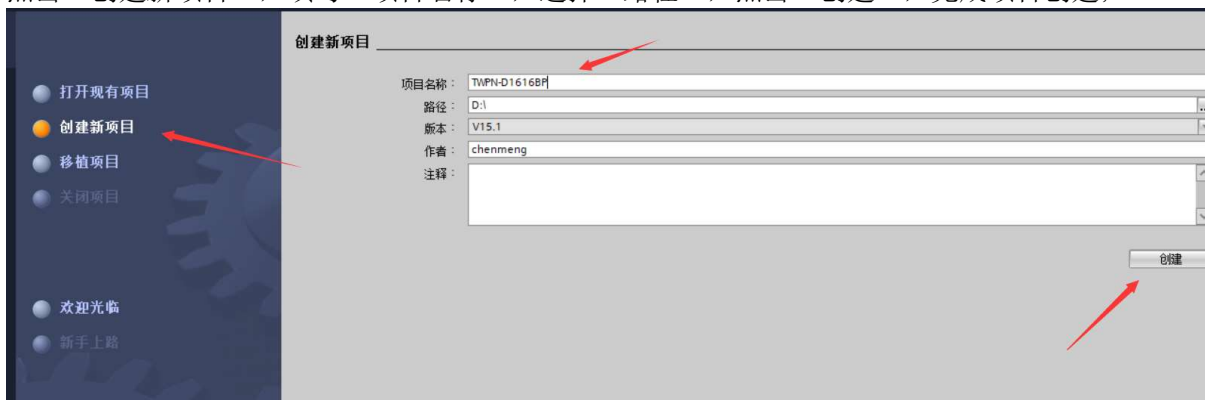 创建新项目
打开现有项目
创建新项目
移植项目
关闭项目
欢迎光临
新手上路
项目名称： TWPN-D1616BP
路径： D:\
版本： V15.1
作者： chenmeng
注释：
创建